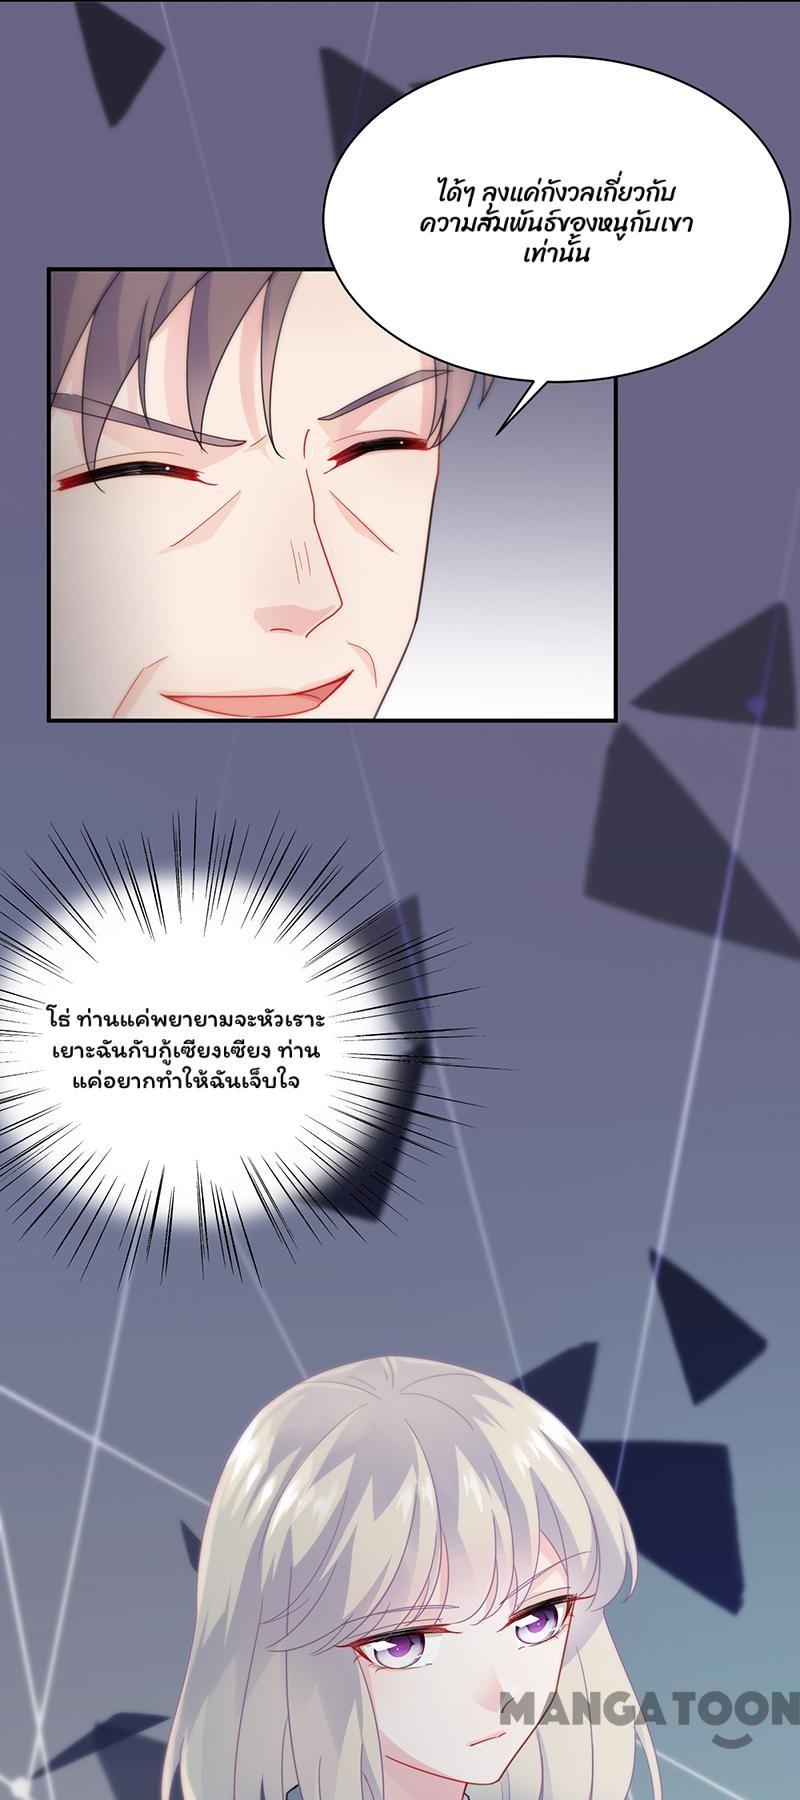 ได้ๆ ลุงแค่กังวลเกี่ยวกับ
ความสัมพันธ์ของหนูกับเขา
เท่านั้น
โธ่ ท่านแค่พยายามจะหัวเราะ
เยาะฉันกับกู้เซียงเซียง ท่าน
แค่อยากทำให้ฉันเจ็บใจ
MANGATOON